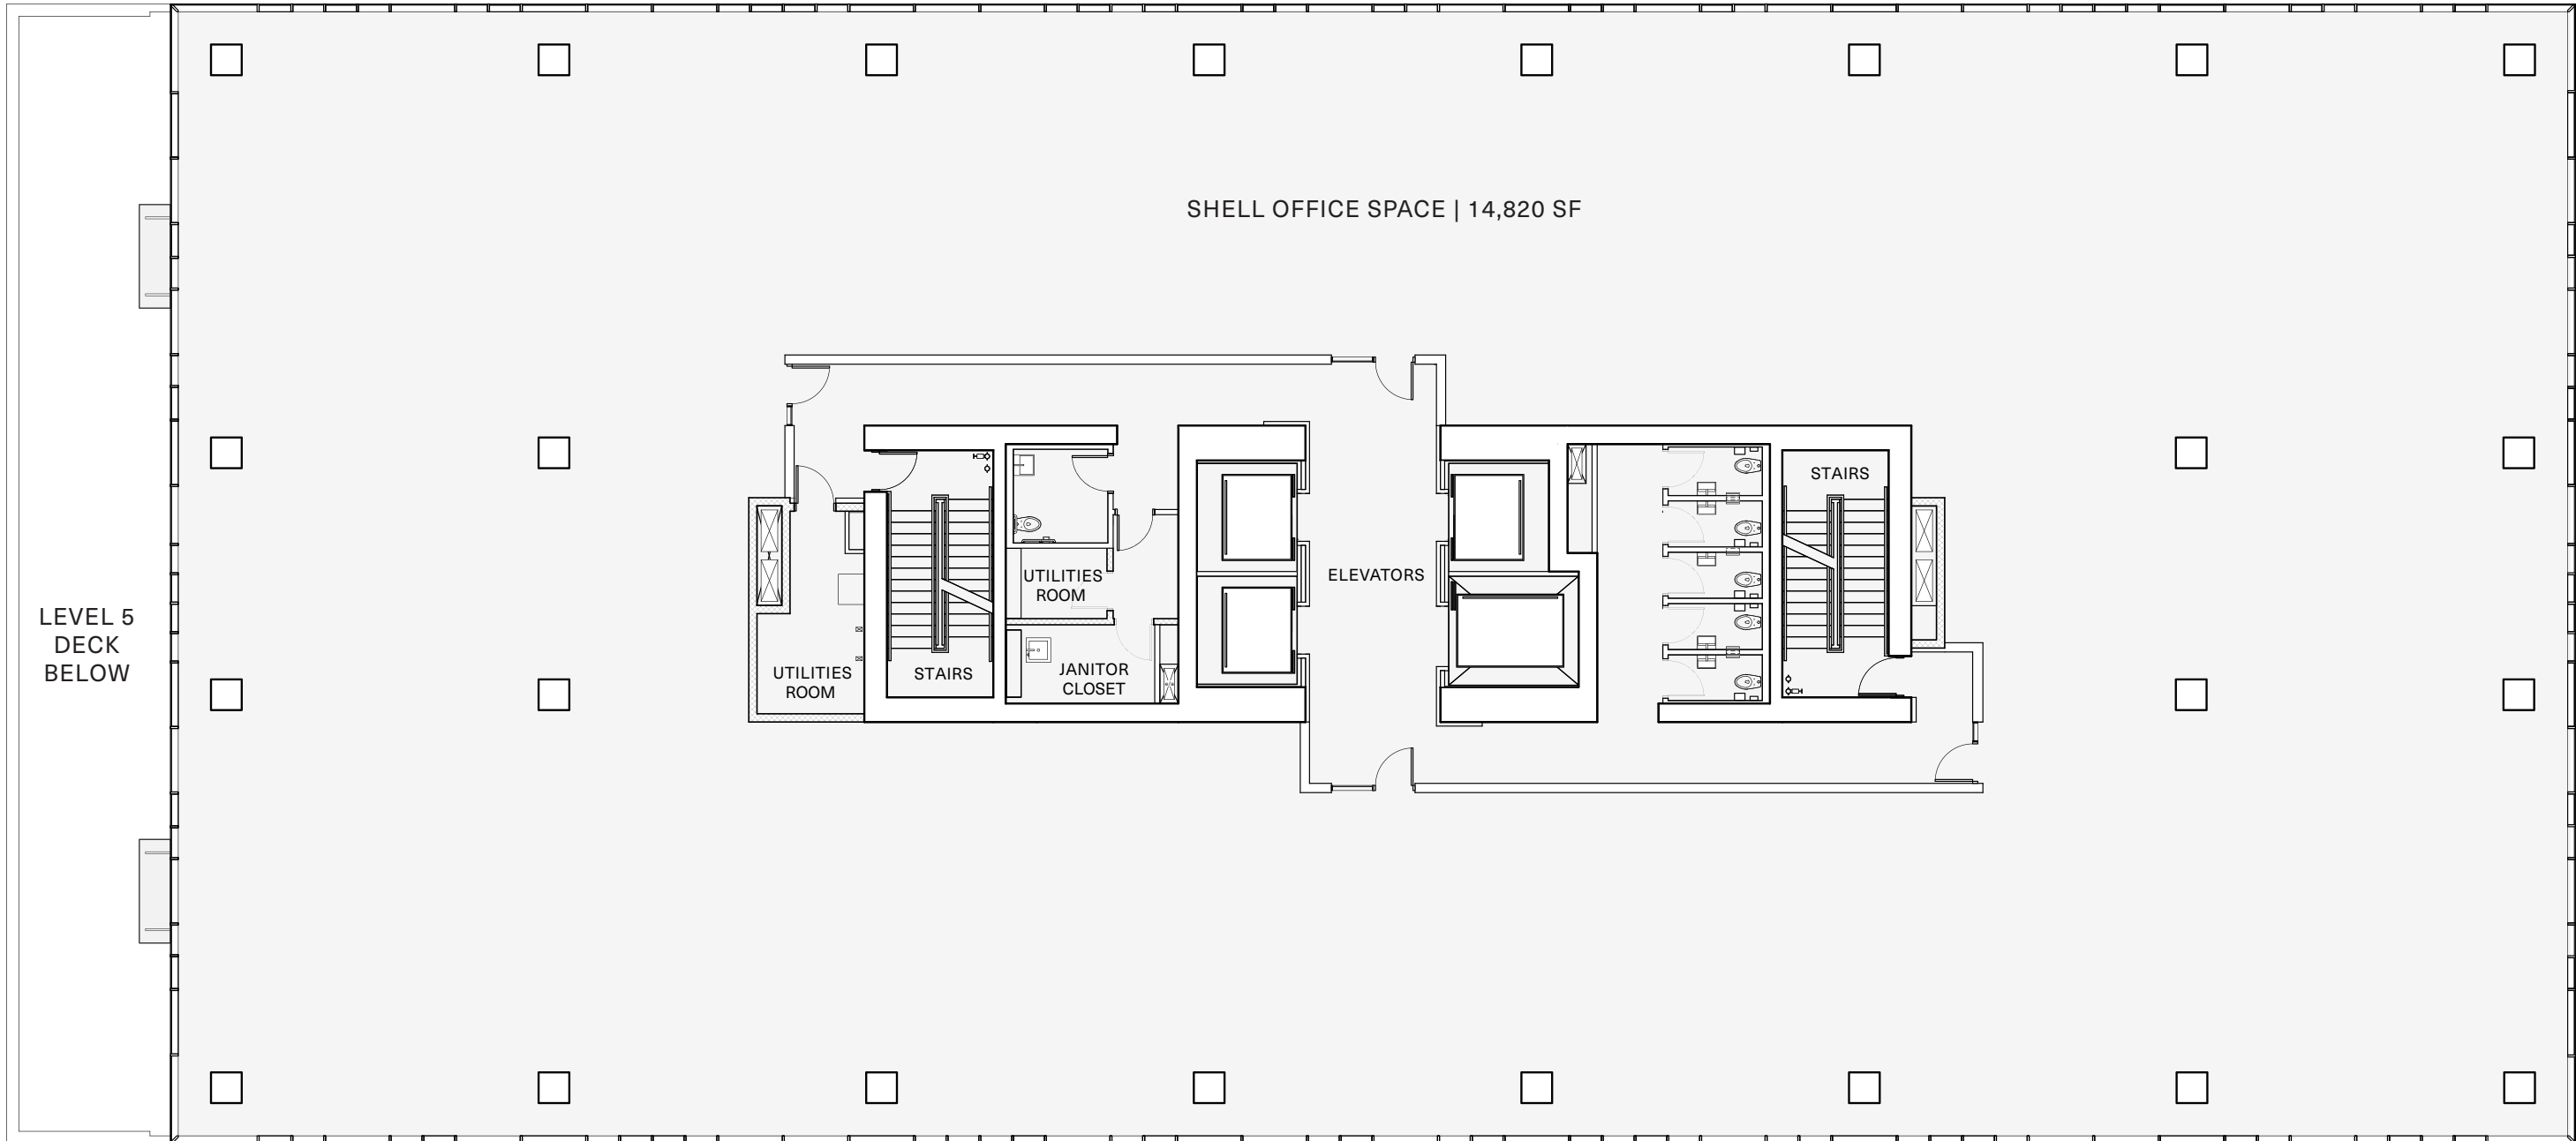 SHELL OFFICE SPACE | 14,820 SF
STAIRS
ELEVATORS
UTILITIES
ROOM
LEVEL 5
DECK
BELOW
UTILITIES
ROOM
STAIRS
JANITOR
CLOSET